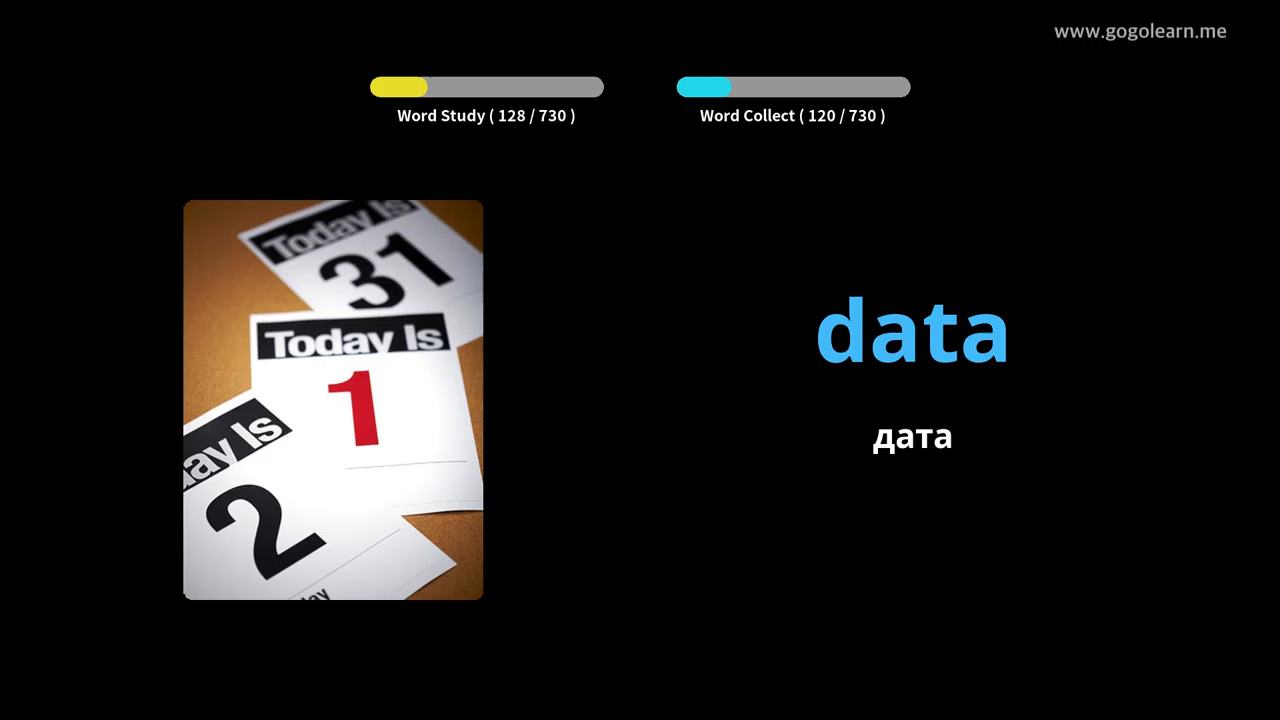 www.gogolearn.me
Word Study ( 128 / 730 )
Word Collect ( 120 / 730 )
Today Is
31
Today Is
1
day Is
2
data
дата